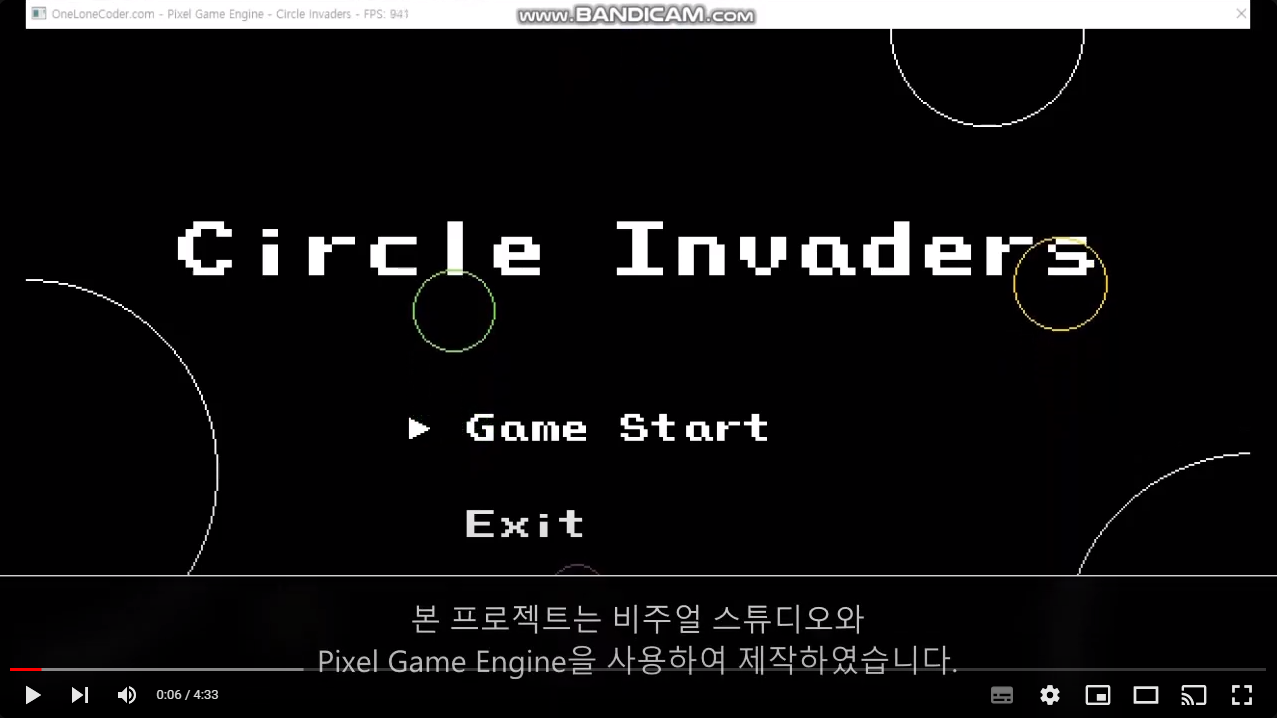 OneLoneCoder.com - Pixel Game Engine - Circle Invaders - FPS: 941
www.BANDICAM.com
Circle Invaders
Game Start
Exit
본 프로젝트는 비주얼 스튜디오와
Pixel Game Engine을 사용하여 제작하였습니다.
0:06 / 4:33